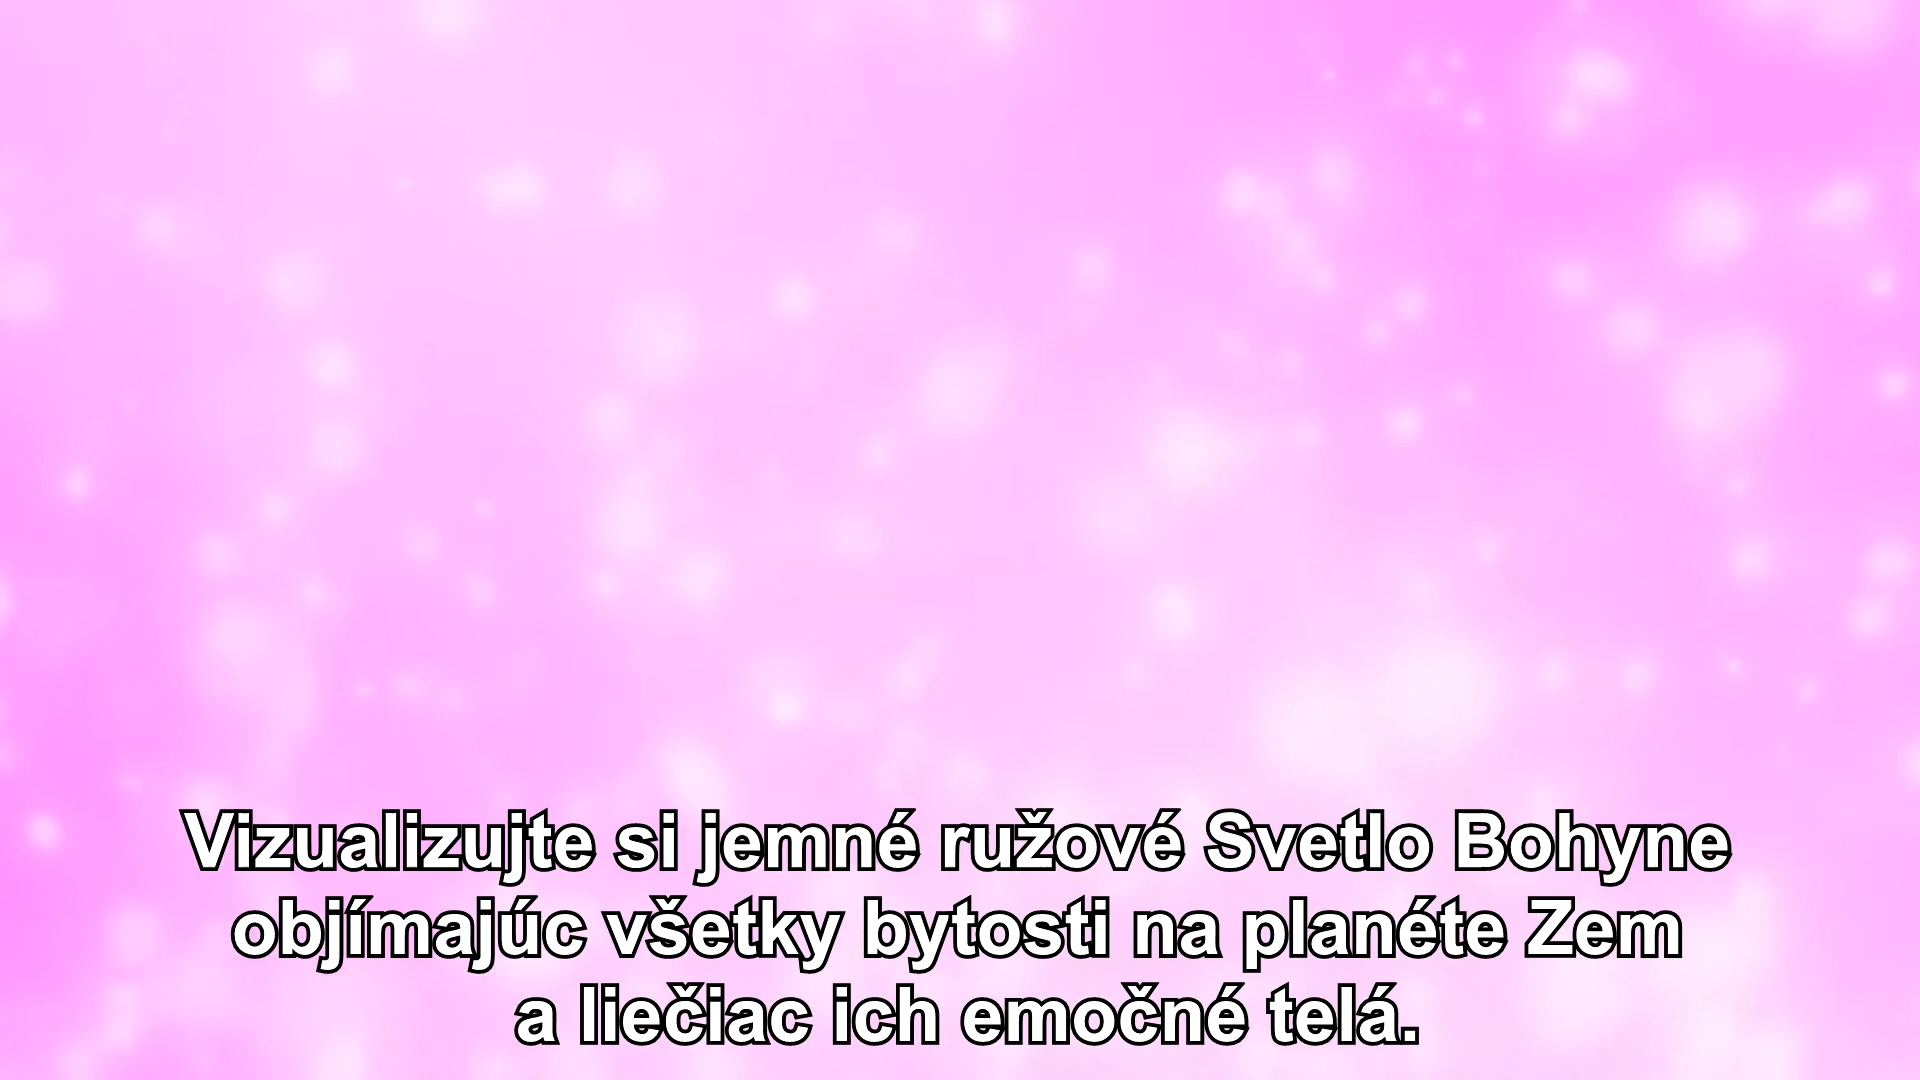 Vizualizujte si jemné ružové Svetlo Bohyne
objímajúc všetky bytosti na planéte Zem
a liečiac ich emočné telá.